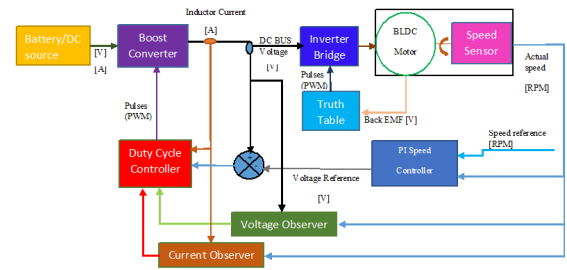 Inductor Current
[A]
Battery/DC
source
[V]
[A]
Boost
Converter
DC BUS
Voltage
[V]
Inverter
Bridge
BLDC
Motor
Speed
Sensor
Actual
speed
[RPM]
Pulses
(PWM)
Pulses
(PWM)
Truth
Table
Back EMF [V]
Speed reference
[RPM]
Duty Cycle
Controller
PI Speed
Controller
Voltage Reference
[V]
Voltage Observer
Current Observer